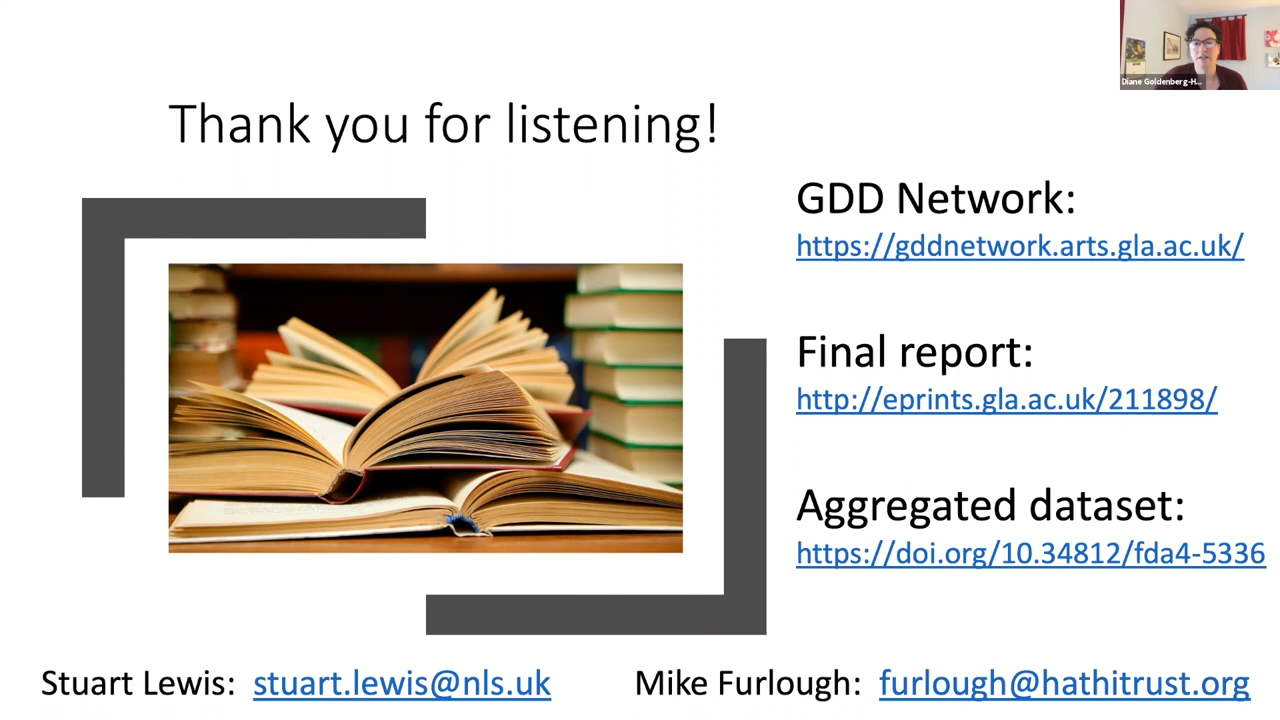 Diane Goldenberg-H...
Thank you for listening!
GDD Network:
https://gddnetwork.arts.gla.ac.uk/
Final report:
http://eprints.gla.ac.uk/211898/
Aggregated dataset:
https://doi.org/10.34812/fda4-5336
Stuart Lewis: stuart.lewis@nls.uk
Mike Furlough: furlough@hathitrust.org